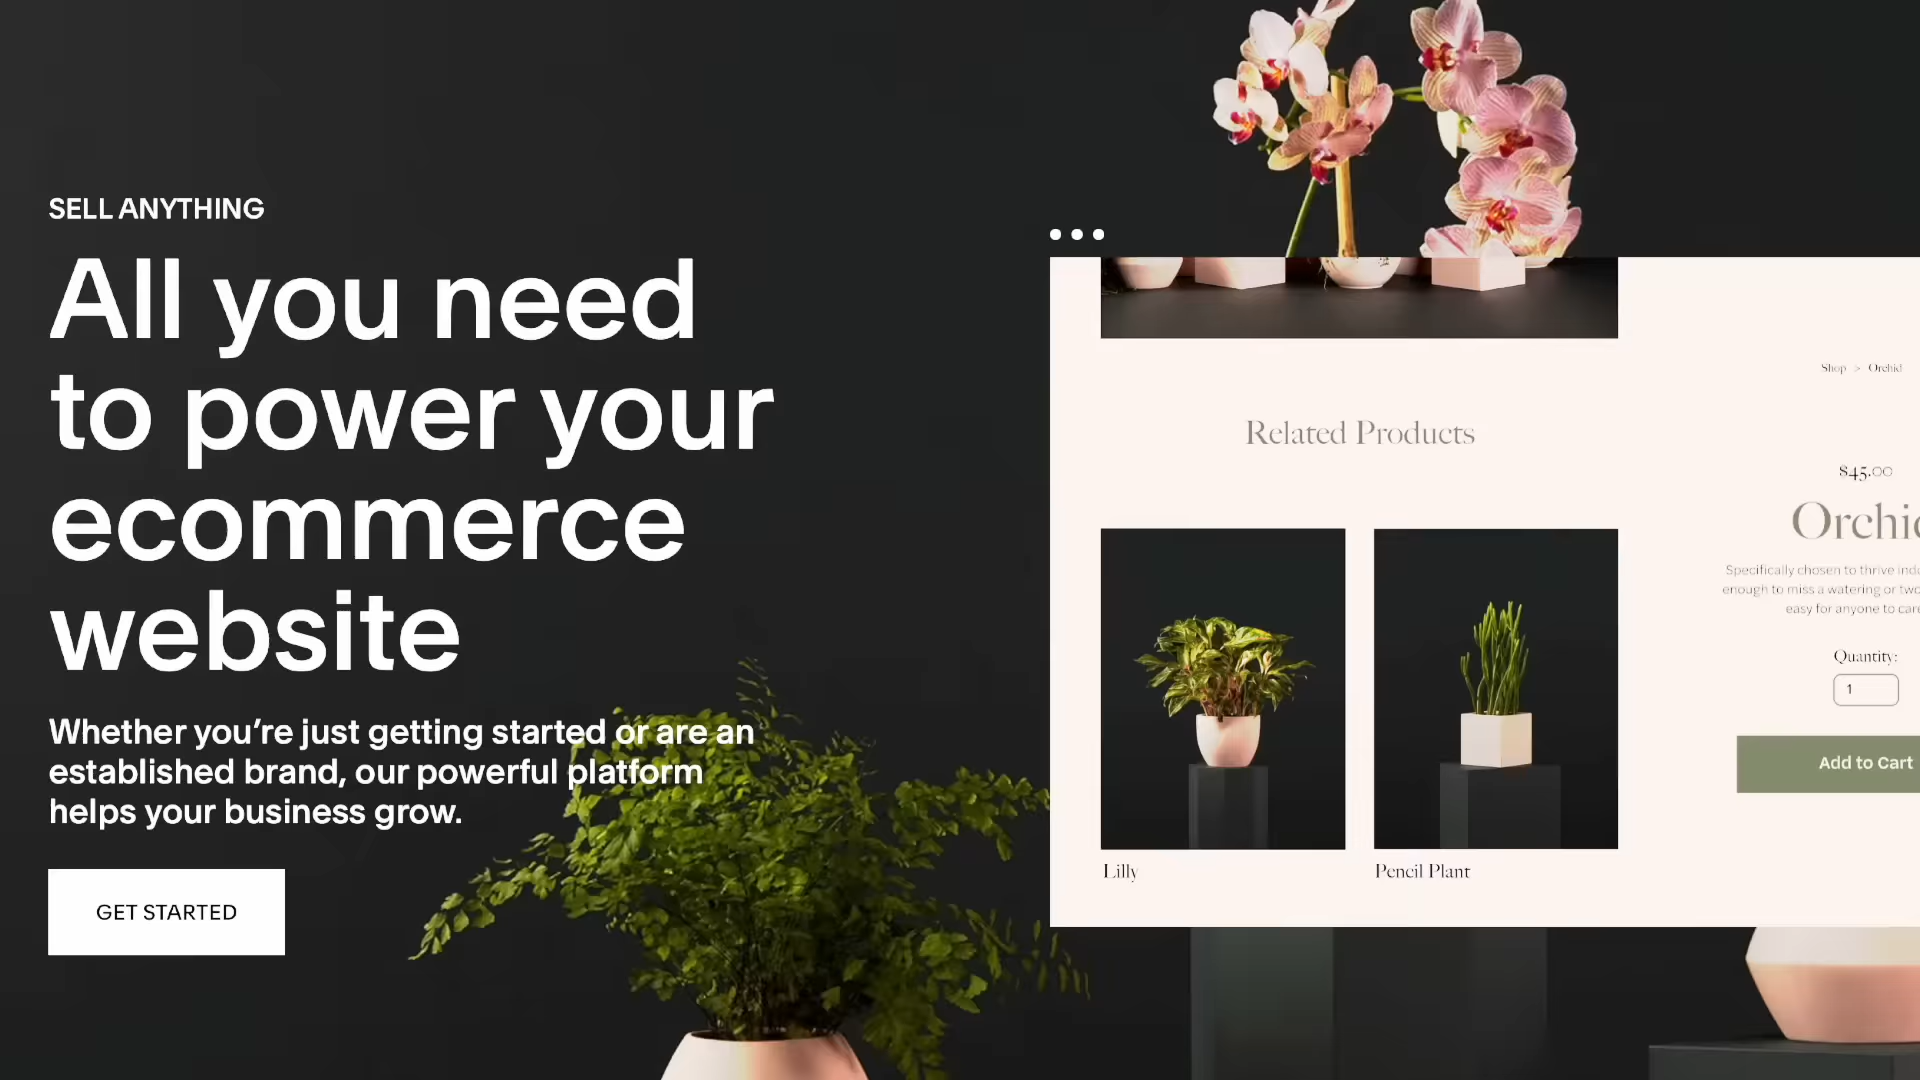 SELL ANYTHING
All you need
to power your
ecommerce
website
Whether you’re just getting started or are an
established brand, our powerful platform
helps your business grow.
GET STARTED
Related Products
Lilly
Pencil Plant
Shop > Orchid
$45.00
Orchid
Specifically chosen to thrive
enough to miss a watering or two
easy for anyone to care
Quantity:
1
Add to Cart